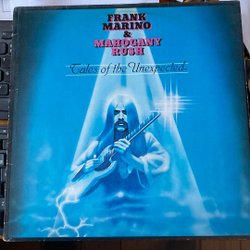 FRANK
MARINO
&
MAHOGANY
RUSH
Tales of the Unexpected